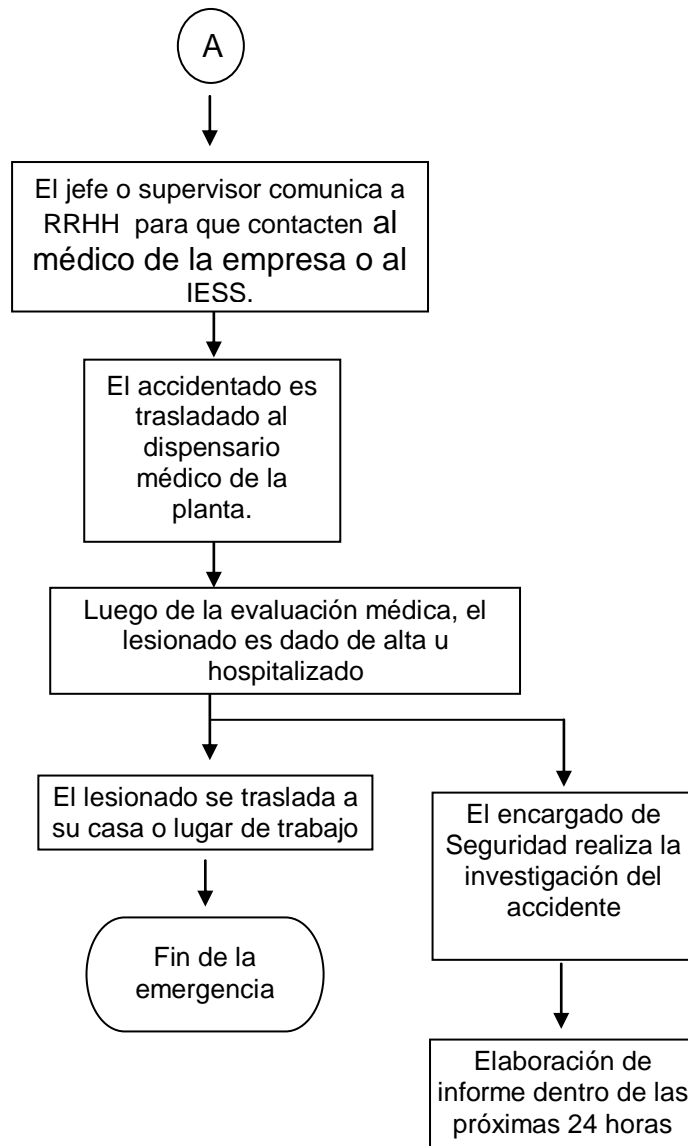 A
El jefe o supervisor comunica a
RRHH para que contacten al
médico de la empresa o al
IESS.
El accidentado es
trasladado al
dispensario
médico de la
planta.
Luego de la evaluación médica, el
lesionado es dado de alta u
hospitalizado
El lesionado se traslada a
su casa o lugar de trabajo
Fin de la
emergencia
El encargado de
Seguridad realiza la
investigación del
accidente
Elaboración de
informe dentro de las
próximas 24 horas